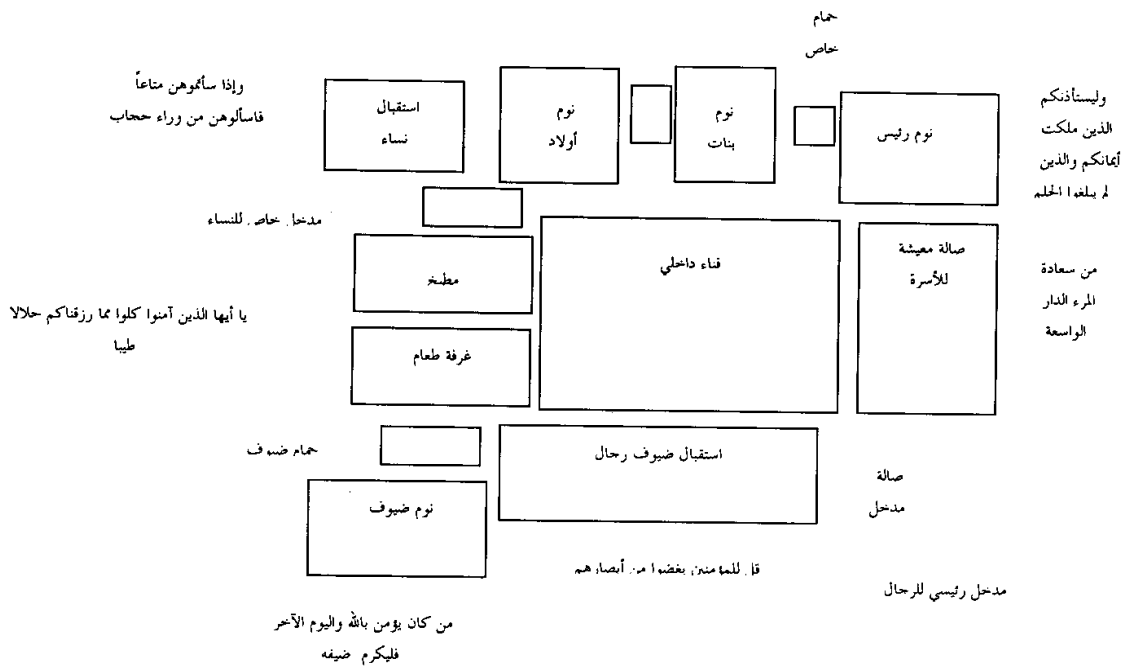 حمام
خاص
وليستأذنكم
الذين ملكت
أيمانكم والذين
لم يبلغوا الحلم
نوم رئيس
نوم
بنات
نوم
أولاد
استقبال
نساء
وإذا سألتموهن متاعاً
فاسألوهن من وراء حجاب
مدخل خاص للنساء
من سعادة
المرء الدار
الواسعة
صالة معيشة
للأسرة
فناء داخلي
مطبخ
غرفة طعام
يا أيها الذين آمنوا كلوا مما رزقناكم حلالا
طيبا
صالة
مدخل
استقبال ضيوف رجال
حمام ضيوف
نوم ضيوف
قل للمؤمنين يغضوا من أبصارهم
مدخل رئيسي للرجال
من كان يؤمن بالله واليوم الآخر
فليكرم ضيفه